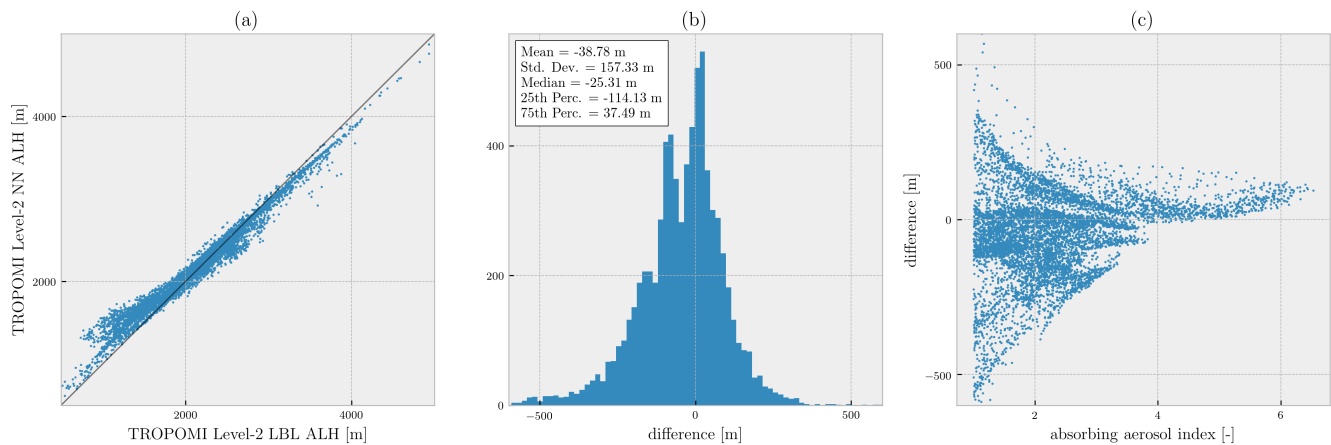 (a)
TROPOMI Level-2 NN ALH [m]
4000
2000
2000
4000
TROPOMI Level-2 LBL ALH [m]
(b)
Mean = -38.78 m
Std. Dev. = 157.33 m
Median = -25.31 m
25th Perc. = -114.13 m
75th Perc. = 37.49 m
400
200
0
−500
0
500
difference [m]
(c)
difference [m]
500
0
−500
2
4
6
absorbing aerosol index [-]